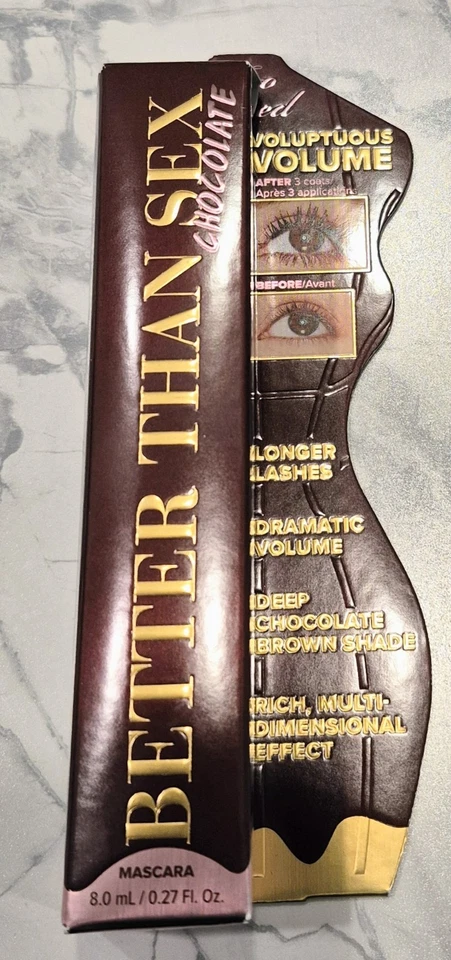 BETTER THAN SEX
CHOCOLATE
MASCARA
8.0 mL / 0.27 Fl. Oz.
VOLUPTUOUS
VOLUME
AFTER 3 coats/
Après 3 applications
BEFORE/Avant
LONGER
LASHES
DRAMATIC
VOLUME
DEEP
CHOCOLATE
BROWN SHADE
RICH, MULTI-
DIMENSIONAL
EFFECT